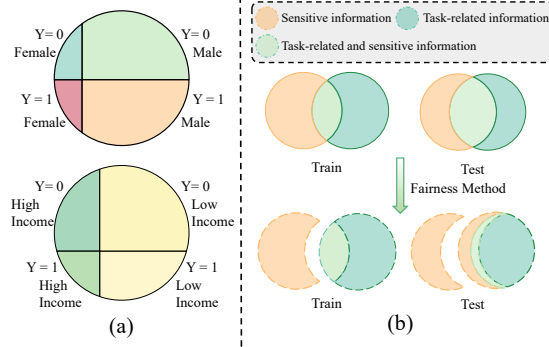 Y= 0
Female
Y=0
Male
Y = 1
Female
Y = 1
Male
Y= 0
High
Income
Y= 0
Low
Income
Y = 1
High
Income
Y = 1
Low
Income
(a)
Sensitive information
Task-related information
Task-related and sensitive information
Train
Test
Fairness Method
Train
Test
(b)